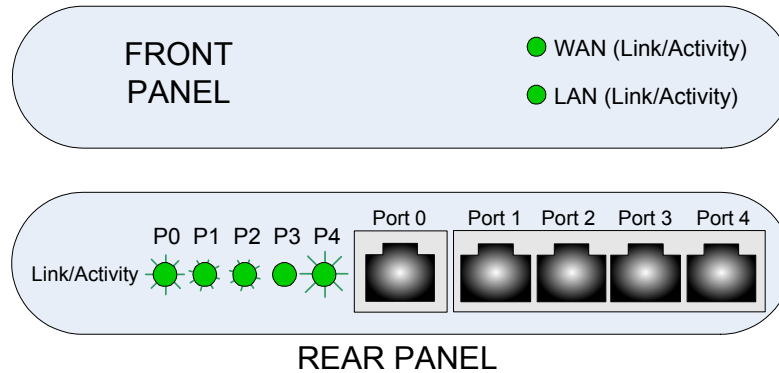 FRONT
PANEL
WAN (Link/Activity)
LAN (Link/Activity)
P0 P1 P2 P3 P4
Port 0 Port 1 Port 2 Port 3 Port 4
Link/Activity
REAR PANEL